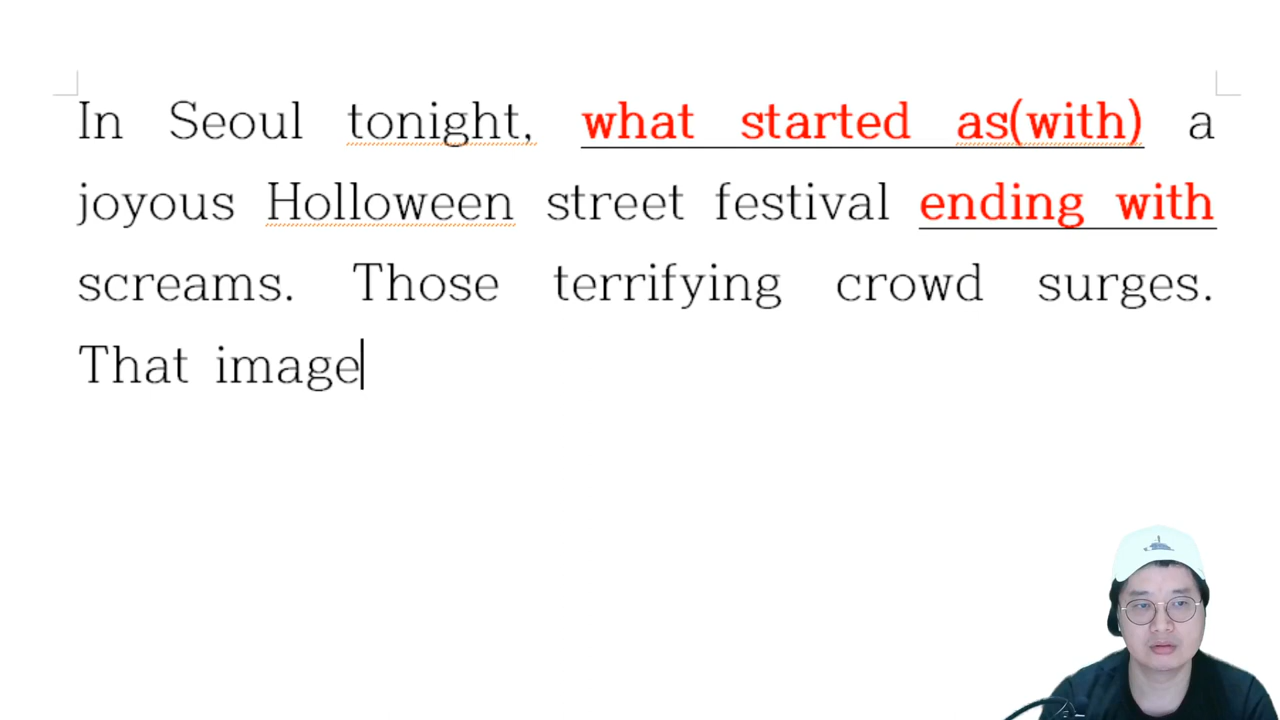 In Seoul tonight, what started as(with) a
joyous Holloween street festival ending with
screams. Those terrifying crowd surges.
That image